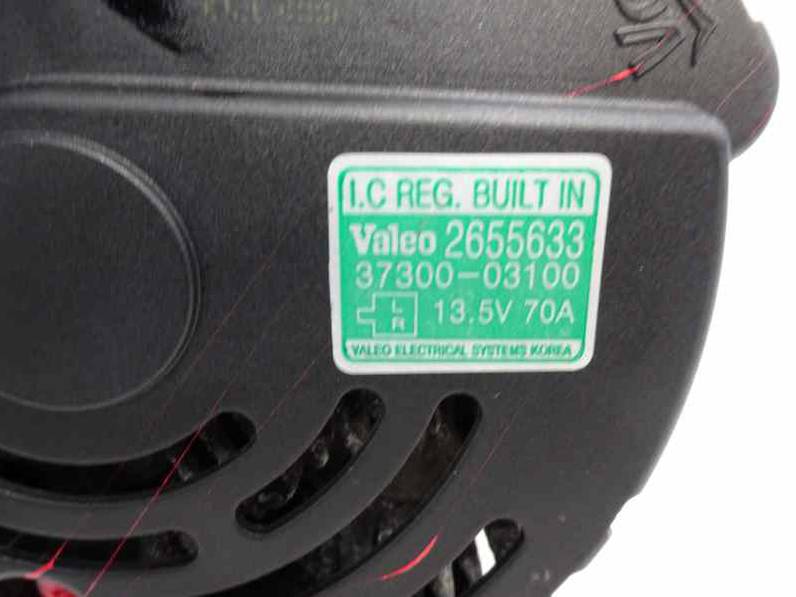 I.C REG. BUILT IN
Valeo 2655633
37300-03100
L
R
13.5V 70A
VALEO ELECTRICAL SYSTEMS KOREA